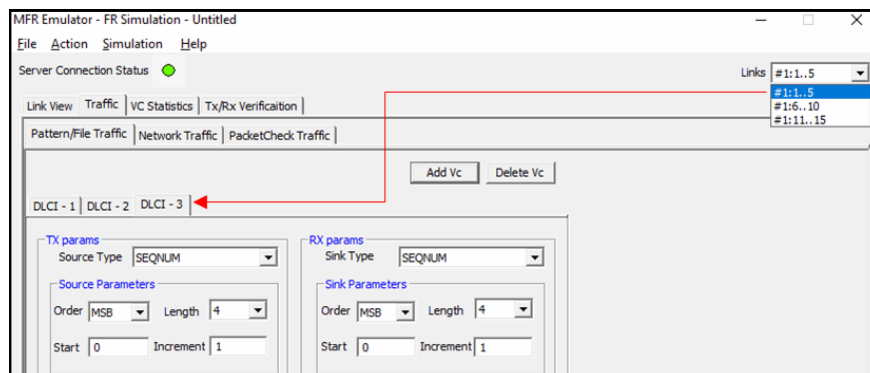 MFR Emulator - FR Simulation - Untitled
File Action Simulation Help
Server Connection Status
Links #1:1..5
#1:1..5
#1:6..10
#1:11..15
Link View Traffic VC Statistics Tx/Rx Verificaition
Pattern/File Traffic Network Traffic PacketCheck Traffic
Add Vc Delete Vc
DLCI - 1 DLCI - 2 DLCI - 3
TX params RX params
Source Type SEQNUM Sink Type SEQNUM
Source Parameters Sink Parameters
Order MSB Length 4 Order MSB Length 4
Start 0 Increment 1 Start 0 Increment 1